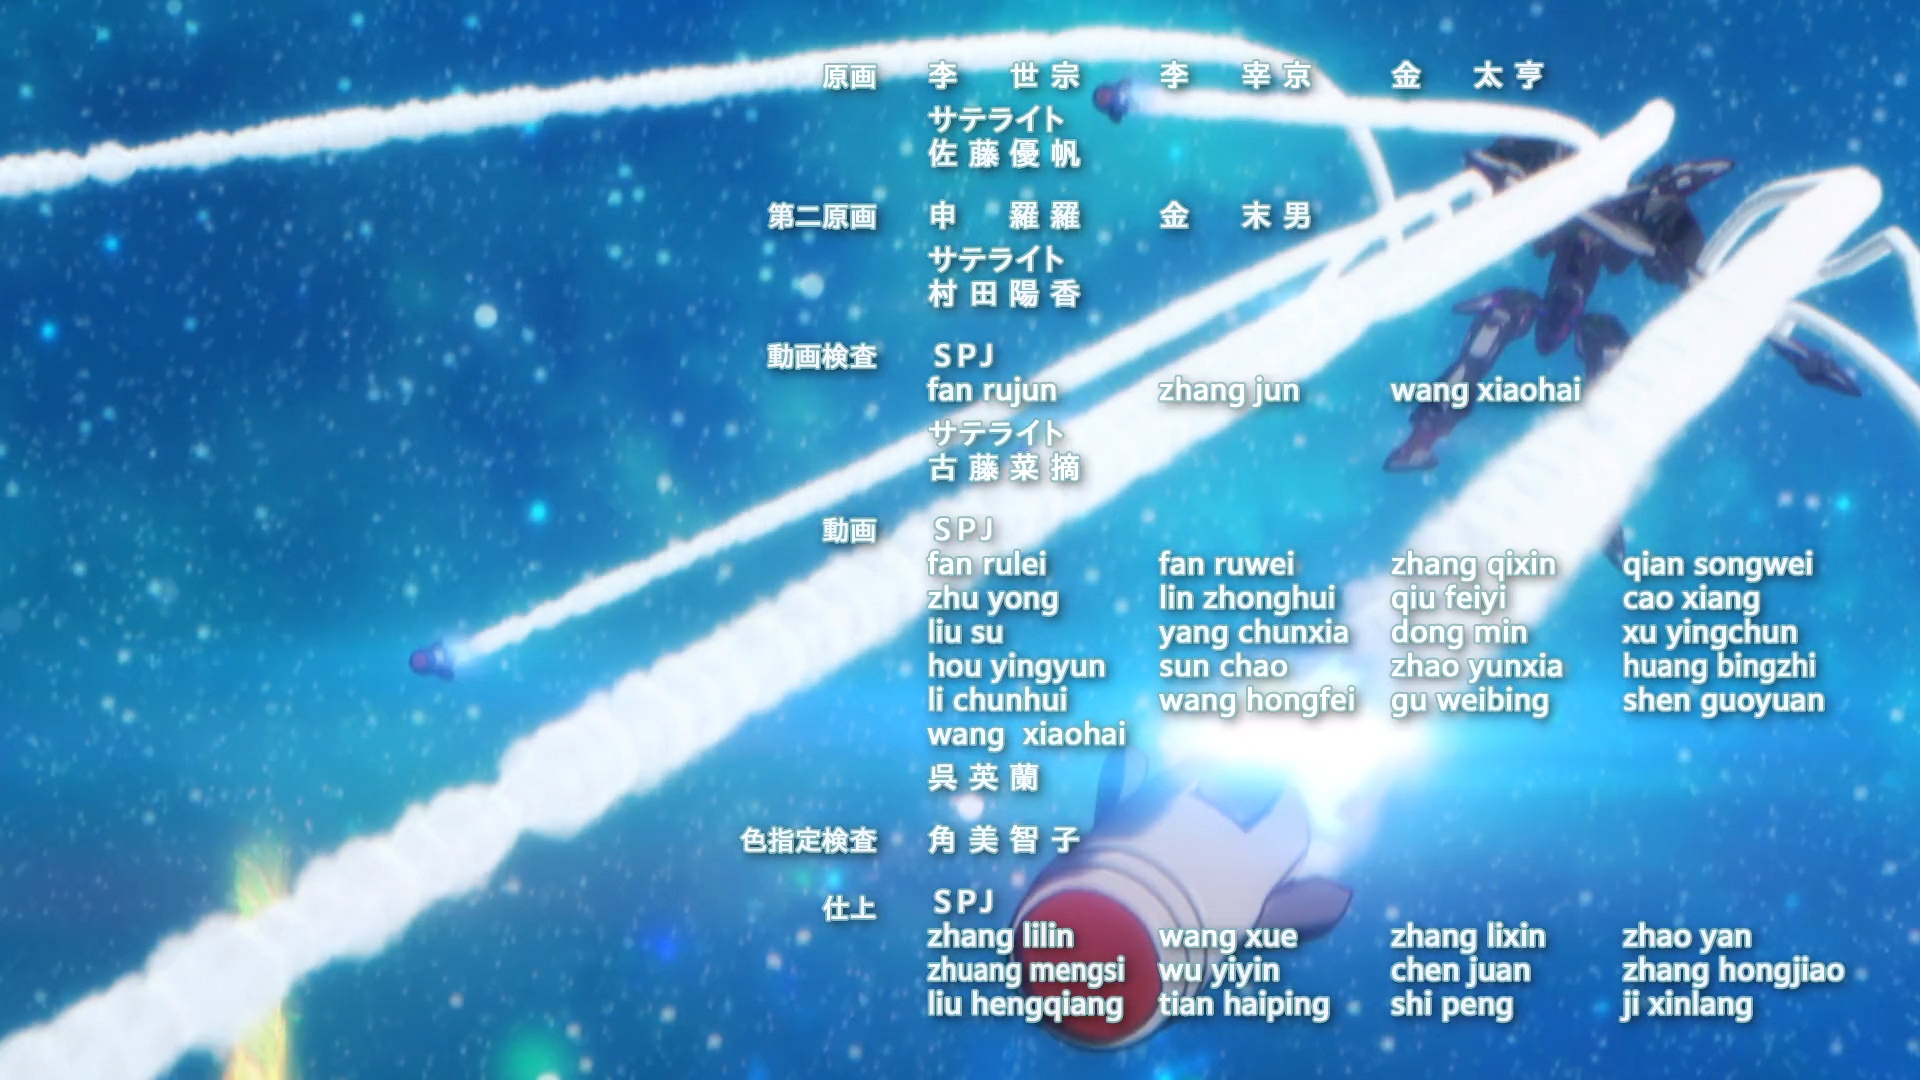 原画 李 世宗 李 宰京 金 太亨
サテライト
佐藤優帆
第二原画 申 羅羅 金 末男
サテライト
村田陽香
動画検査 SPJ
fan rujun zhang jun wang xiaohai
サテライト
古藤菜摘
動画 SPJ
fan rulei fan ruwei zhang qixin qian songwei
zhu yong lin zhonghui qiu feiyi cao xiang
liu su yang chunxia dong min xu yingchun
hou yingyun sun chao zhao yunxia huang bingzhi
li chunhui wang hongfei gu weibing shen guoyuan
wang xiaohai
呉英蘭
色指定検査 角美智子
仕上 SPJ
zhang lilin wang xue zhang lixin zhao yan
zhuang mengsi wu yiyin chen juan zhang hongjiao
liu hengqiang tian haiping shi peng ji xinlang